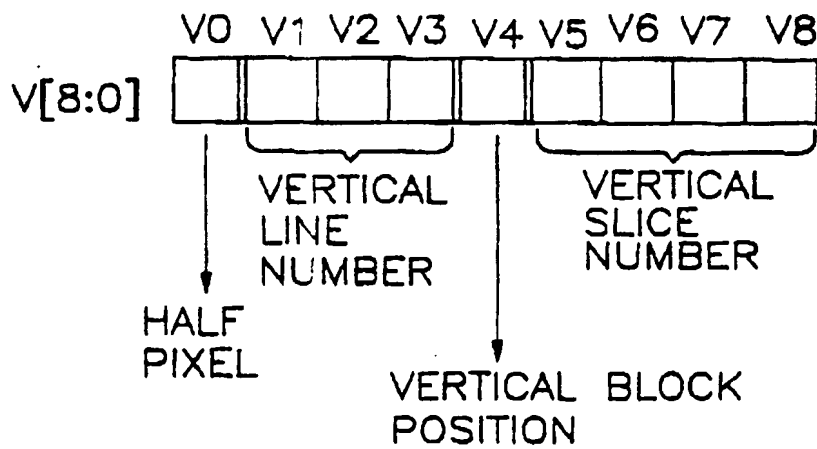 V0 V1 V2 V3 V4 V5 V6 V7 V8
V[8:0]
VERTICAL
LINE
NUMBER
VERTICAL
SLICE
NUMBER
HALF
PIXEL
VERTICAL BLOCK
POSITION